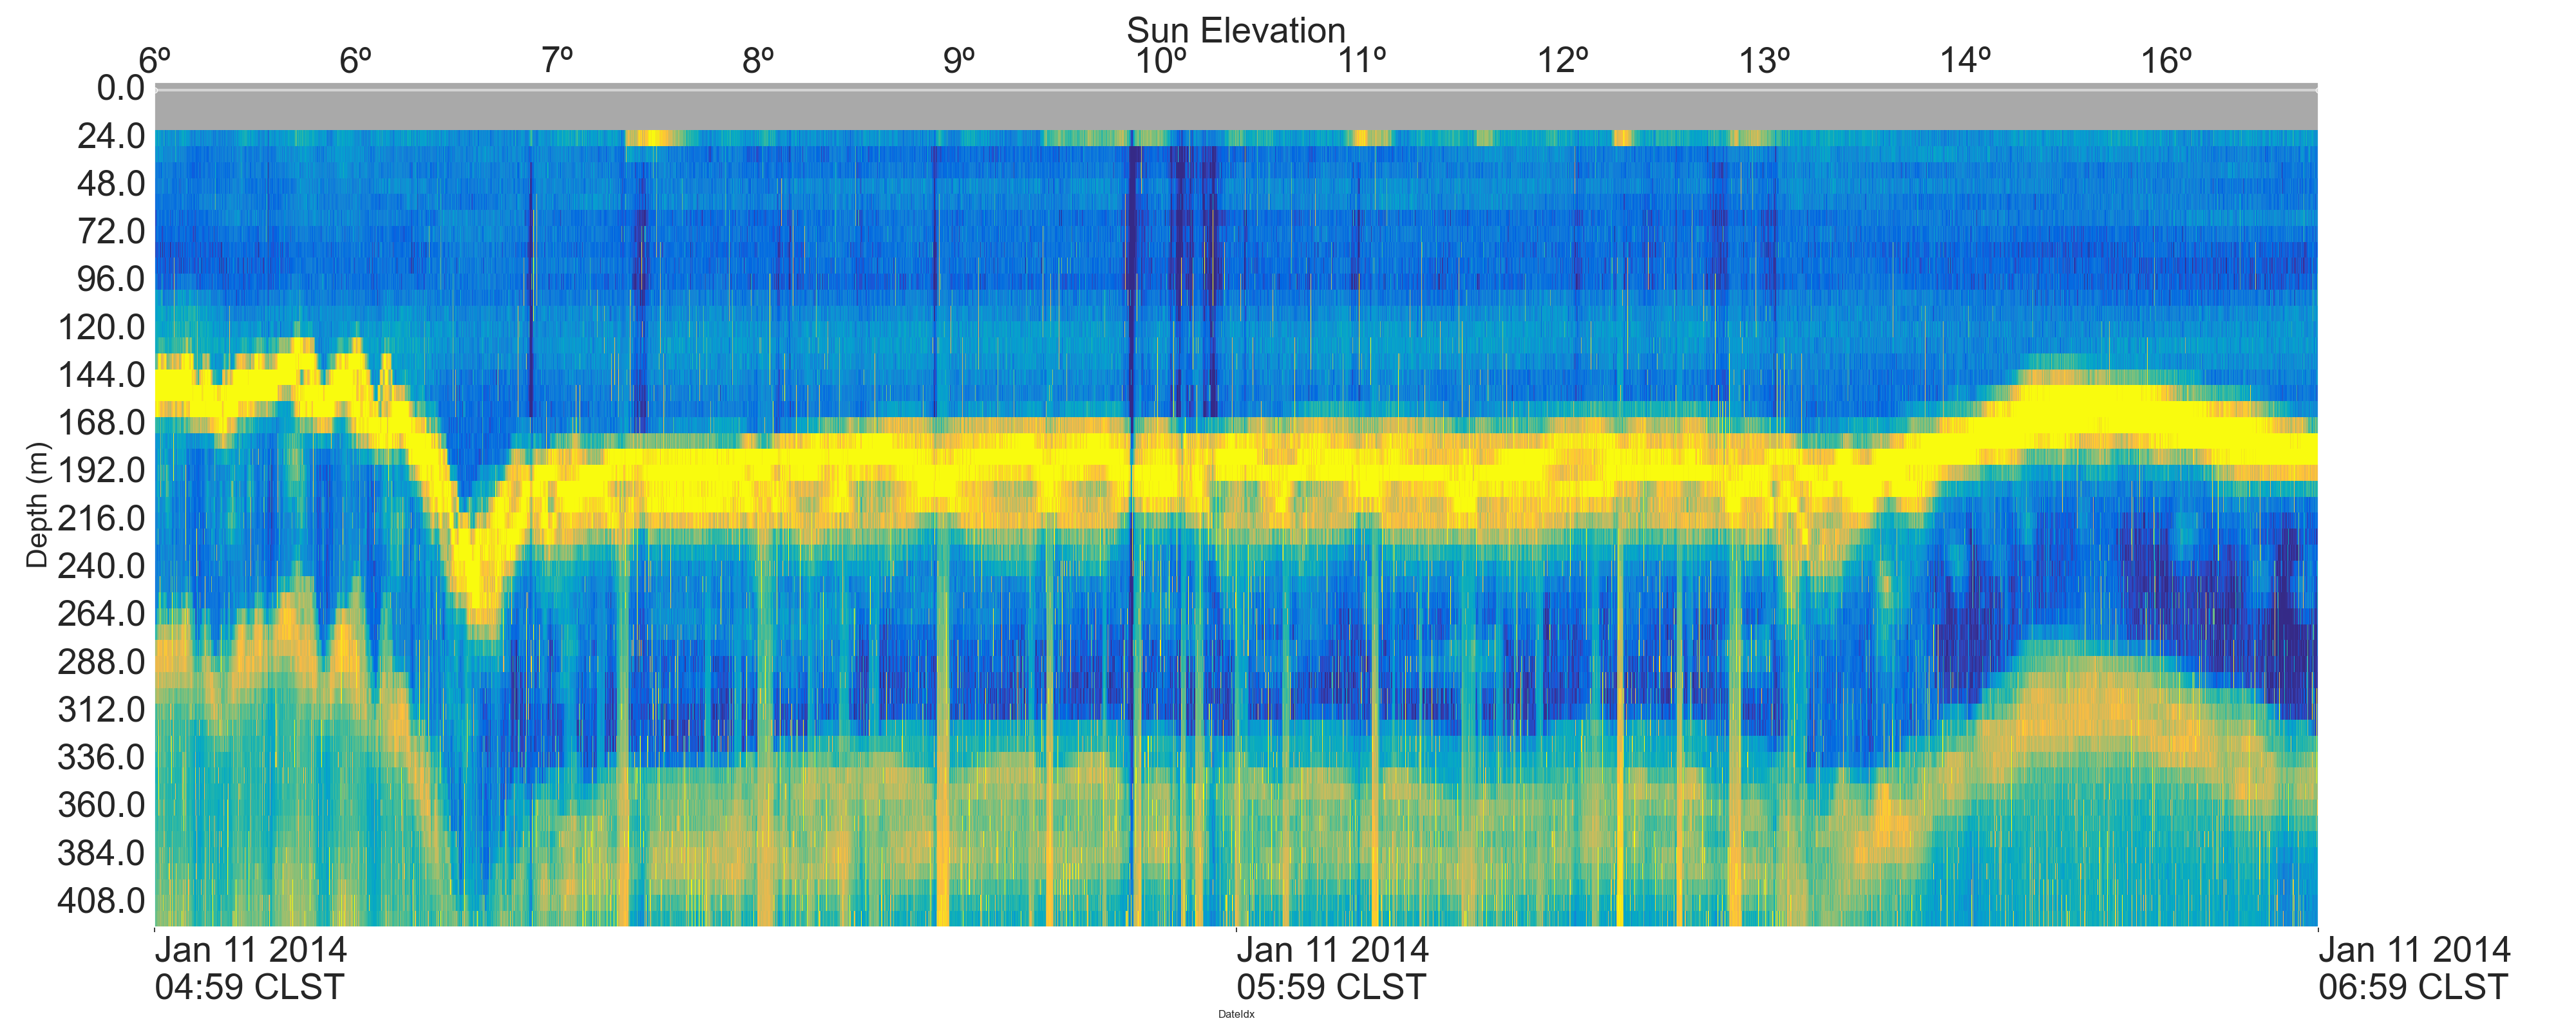 Sun Elevation
6º 6º 7º 8º 9º 10º 11º 12º 13º 14º 16º
0.0
24.0
48.0
72.0
96.0
120.0
144.0
168.0
192.0
216.0
240.0
264.0
288.0
312.0
336.0
360.0
384.0
408.0
Depth (m)
Jan 11 2014
04:59 CLST
Jan 11 2014
05:59 CLST
Jan 11 2014
06:59 CLST
DateIdx